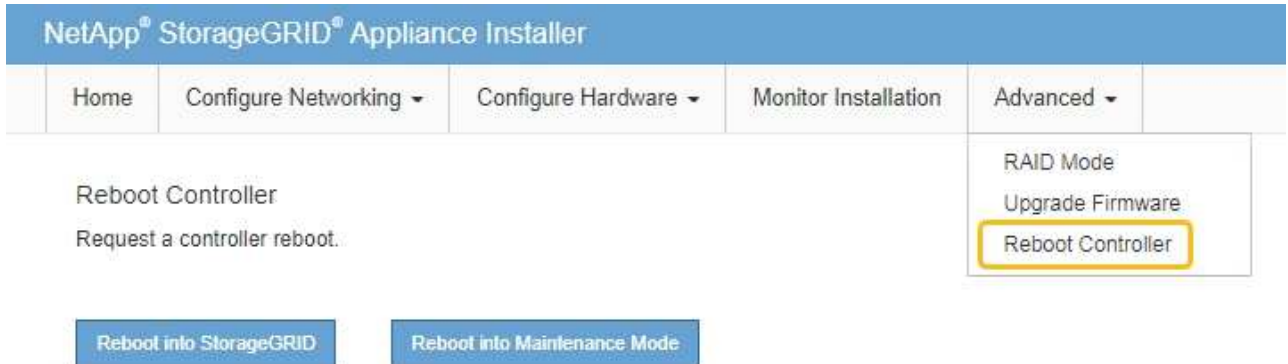 NetApp® StorageGRID® Appliance Installer
Home Configure Networking Configure Hardware Monitor Installation Advanced
RAID Mode
Upgrade Firmware
Reboot Controller
Reboot Controller
Request a controller reboot.
Reboot into StorageGRID Reboot into Maintenance Mode